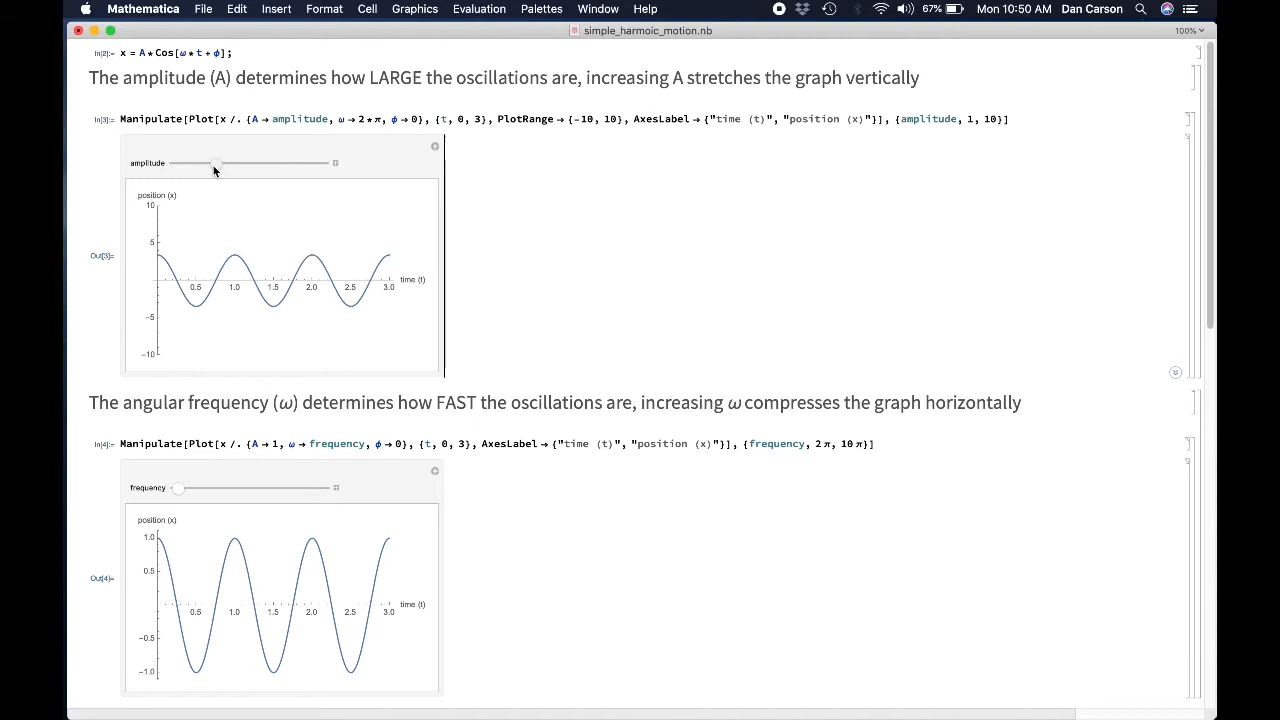 Mathematica File Edit Insert Format Cell Graphics Evaluation Palettes Window Help 67% Mon 10:50 AM Dan Carson
simple_harmoic_motion.nb 100%
In[2]:= x = A*Cos[ω*t+ϕ];
The amplitude (A) determines how LARGE the oscillations are, increasing A stretches the graph vertically
In[3]:= Manipulate[Plot[x /. {A→amplitude, ω→2*π, ϕ→0}, {t, 0, 3}, PlotRange→{-10, 10}, AxesLabel→{"time (t)", "position (x)"}], {amplitude, 1, 10}]
amplitude
position (x)
10
5
Out[3]=
time (t)
0.5 1.0 1.5 2.0 2.5 3.0
-5
-10
The angular frequency (ω) determines how FAST the oscillations are, increasing ω compresses the graph horizontally
In[4]:= Manipulate[Plot[x /. {A→1, ω→frequency, ϕ→0}, {t, 0, 3}, AxesLabel→{"time (t)", "position (x)"}], {frequency, 2π, 10π}]
frequency
position (x)
1.0
0.5
Out[4]=
time (t)
0.5 1.0 1.5 2.0 2.5 3.0
-0.5
-1.0